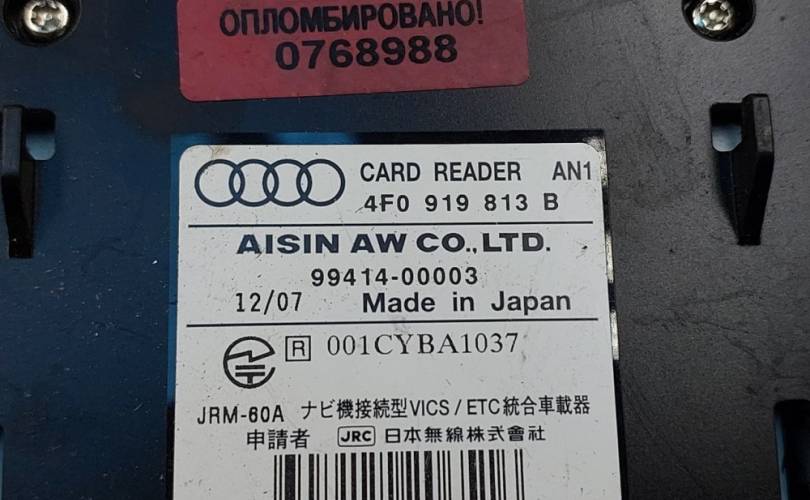 ОПЛОМБИРОВАНО!
0768988
CARD READER AN1
4F0 919 813 B
AISIN AW CO.,LTD.
99414-00003
12/07 Made in Japan
R 001CYBA1037
JRM-60A ナビ機接続型VICS/ETC統合車載器
申請者 JRC 日本無線株式會社